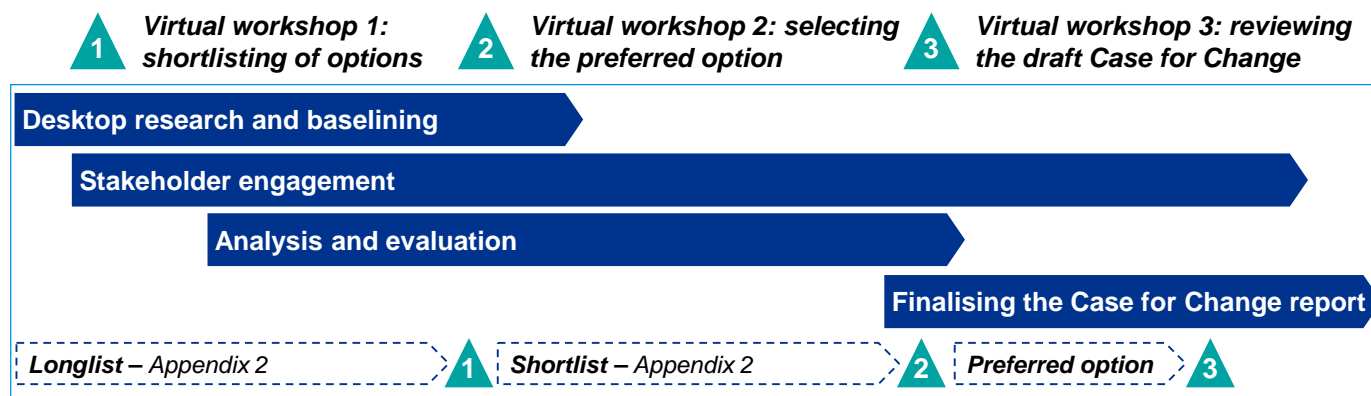 1
Virtual workshop 1:
shortlisting of options
2
Virtual workshop 2: selecting
the preferred option
3
Virtual workshop 3: reviewing
the draft Case for Change
Desktop research and baselining
Stakeholder engagement
Analysis and evaluation
Finalising the Case for Change report
Longlist – Appendix 2
1
Shortlist – Appendix 2
2
Preferred option
3